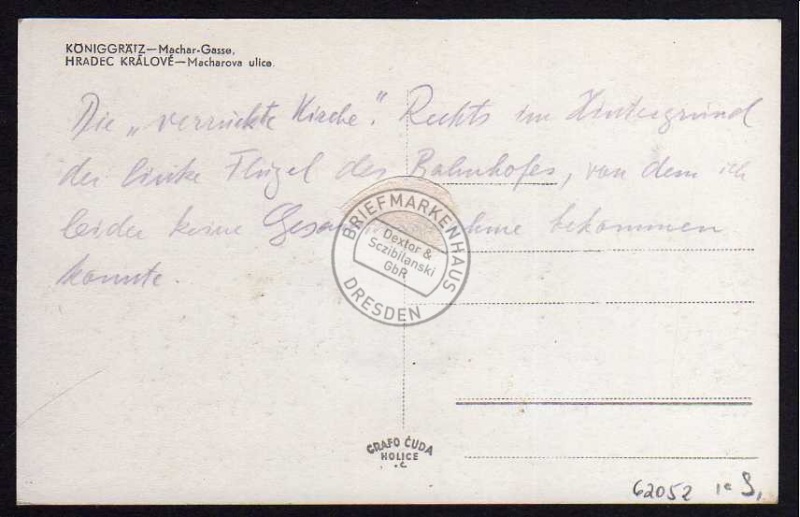 KÖNIGGRÄTZ—Machar-Gasse,
HRADEC KRÁLOVÉ—Macharova ulice.
Die „verrückte Kirche". Rechts im Hintergrund
der linke Flügel des Bahnhofes, von dem ich
leider keine hme bekommen
konnte.
BRIEFMARKENHAUS
Dexter &
Sczibilanski
GbR
DRESDEN
GRAFO ČUDA
HOLICE
.č.
62052 S,